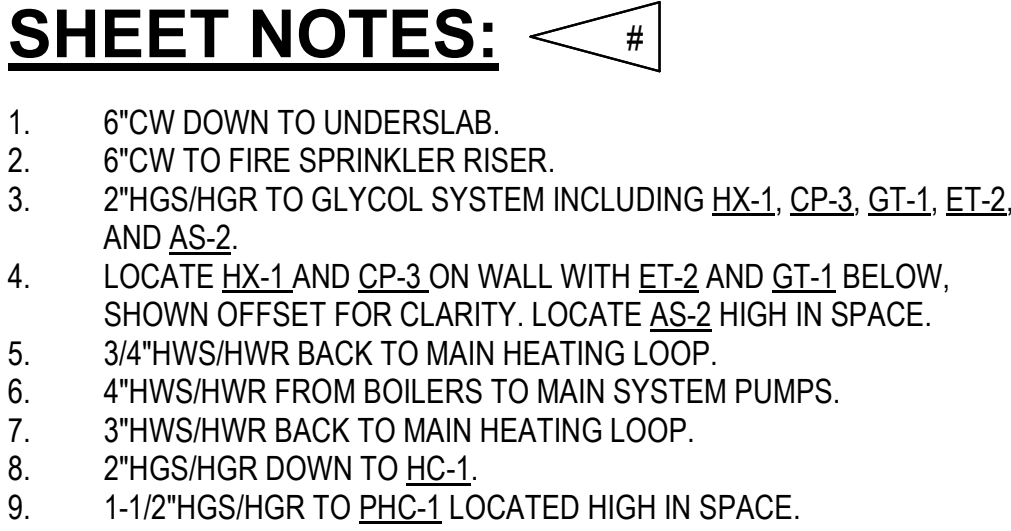 SHEET NOTES: #
1. 6"CW DOWN TO UNDERSLAB.
2. 6"CW TO FIRE SPRINKLER RISER.
3. 2"HGS/HGR TO GLYCOL SYSTEM INCLUDING HX-1, CP-3, GT-1, ET-2,
AND AS-2.
4. LOCATE HX-1 AND CP-3 ON WALL WITH ET-2 AND GT-1 BELOW,
SHOWN OFFSET FOR CLARITY. LOCATE AS-2 HIGH IN SPACE.
5. 3/4"HWS/HWR BACK TO MAIN HEATING LOOP.
6. 4"HWS/HWR FROM BOILERS TO MAIN SYSTEM PUMPS.
7. 3"HWS/HWR BACK TO MAIN HEATING LOOP.
8. 2"HGS/HGR DOWN TO HC-1.
9. 1-1/2"HGS/HGR TO PHC-1 LOCATED HIGH IN SPACE.